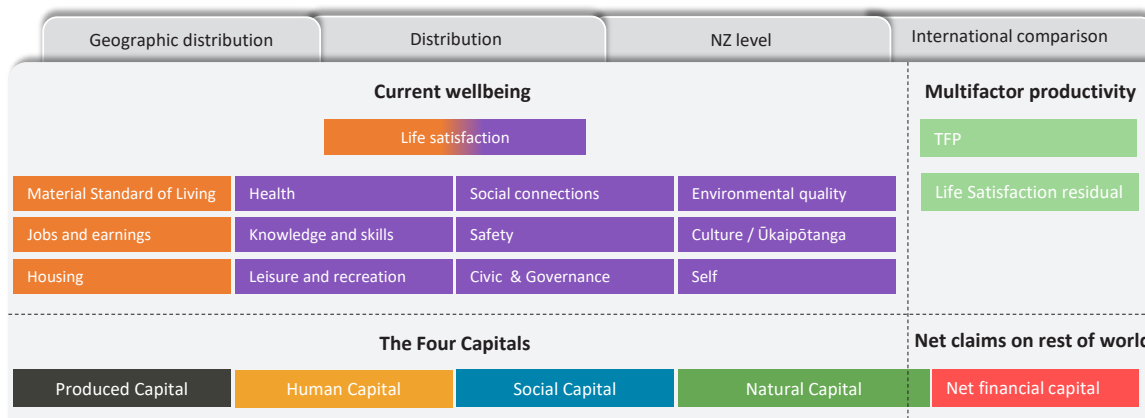 Geographic distribution
Distribution
NZ level
International comparison
Current wellbeing
Multifactor productivity
Life satisfaction
TFP
Material Standard of Living
Health
Social connections
Environmental quality
Life Satisfaction residual
Jobs and earnings
Knowledge and skills
Safety
Culture / Ūkaipōtanga
Housing
Leisure and recreation
Civic & Governance
Self
The Four Capitals
Net claims on rest of world
Produced Capital
Human Capital
Social Capital
Natural Capital
Net financial capital